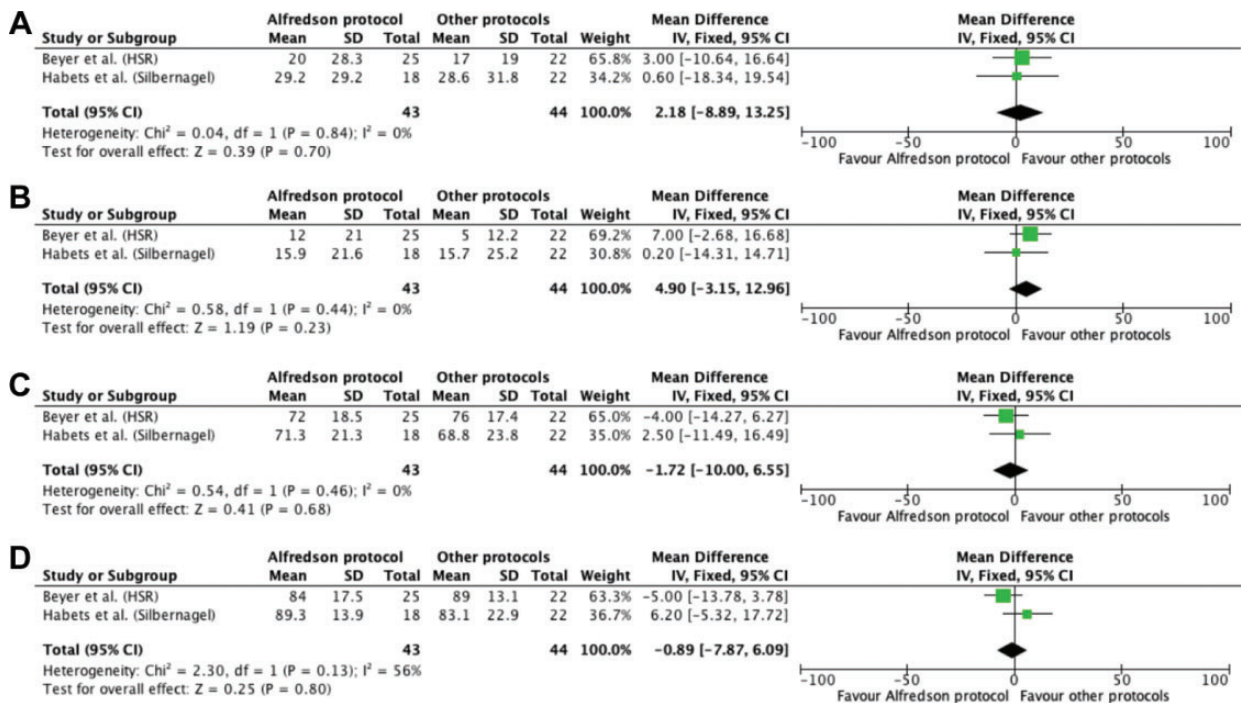 A
Alfredson protocol Other protocols Mean Difference Mean Difference
Study or Subgroup Mean SD Total Mean SD Total Weight IV, Fixed, 95% CI IV, Fixed, 95% CI
Beyer et al. (HSR) 20 28.3 25 17 19 22 65.8% 3.00 [−10.64, 16.64]
Habets et al. (Silbernagel) 29.2 29.2 18 28.6 31.8 22 34.2% 0.60 [−18.34, 19.54]
Total (95% CI) 43 44 100.0% 2.18 [−8.89, 13.25]
Heterogeneity: Chi² = 0.04, df = 1 (P = 0.84); I² = 0%
Test for overall effect: Z = 0.39 (P = 0.70)
−100 −50 0 50 100
Favour Alfredson protocol Favour other protocols
B
Alfredson protocol Other protocols Mean Difference Mean Difference
Study or Subgroup Mean SD Total Mean SD Total Weight IV, Fixed, 95% CI IV, Fixed, 95% CI
Beyer et al. (HSR) 12 21 25 5 12.2 22 69.2% 7.00 [−2.68, 16.68]
Habets et al. (Silbernagel) 15.9 21.6 18 15.7 25.2 22 30.8% 0.20 [−14.31, 14.71]
Total (95% CI) 43 44 100.0% 4.90 [−3.15, 12.96]
Heterogeneity: Chi² = 0.58, df = 1 (P = 0.44); I² = 0%
Test for overall effect: Z = 1.19 (P = 0.23)
−100 −50 0 50 100
Favour Alfredson protocol Favour other protocols
C
Alfredson protocol Other protocols Mean Difference Mean Difference
Study or Subgroup Mean SD Total Mean SD Total Weight IV, Fixed, 95% CI IV, Fixed, 95% CI
Beyer et al. (HSR) 72 18.5 25 76 17.4 22 65.0% −4.00 [−14.27, 6.27]
Habets et al. (Silbernagel) 71.3 21.3 18 68.8 23.8 22 35.0% 2.50 [−11.49, 16.49]
Total (95% CI) 43 44 100.0% −1.72 [−10.00, 6.55]
Heterogeneity: Chi² = 0.54, df = 1 (P = 0.46); I² = 0%
Test for overall effect: Z = 0.41 (P = 0.68)
−100 −50 0 50 100
Favour Alfredson protocol Favour other protocols
D
Alfredson protocol Other protocols Mean Difference Mean Difference
Study or Subgroup Mean SD Total Mean SD Total Weight IV, Fixed, 95% CI IV, Fixed, 95% CI
Beyer et al. (HSR) 84 17.5 25 89 13.1 22 63.3% −5.00 [−13.78, 3.78]
Habets et al. (Silbernagel) 89.3 13.9 18 83.1 22.9 22 36.7% 6.20 [−5.32, 17.72]
Total (95% CI) 43 44 100.0% −0.89 [−7.87, 6.09]
Heterogeneity: Chi² = 2.30, df = 1 (P = 0.13); I² = 56%
Test for overall effect: Z = 0.25 (P = 0.80)
−100 −50 0 50 100
Favour Alfredson protocol Favour other protocols